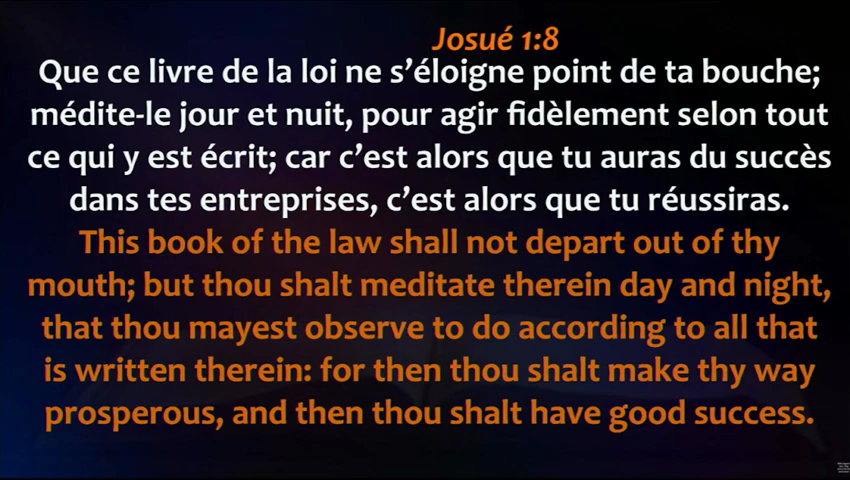 Josué 1:8
Que ce livre de la loi ne s’éloigne point de ta bouche;
médite-le jour et nuit, pour agir fidèlement selon tout
ce qui y est écrit; car c’est alors que tu auras du succès
dans tes entreprises, c’est alors que tu réussiras.
This book of the law shall not depart out of thy
mouth; but thou shalt meditate therein day and night,
that thou mayest observe to do according to all that
is written therein: for then thou shalt make thy way
prosperous, and then thou shalt have good success.